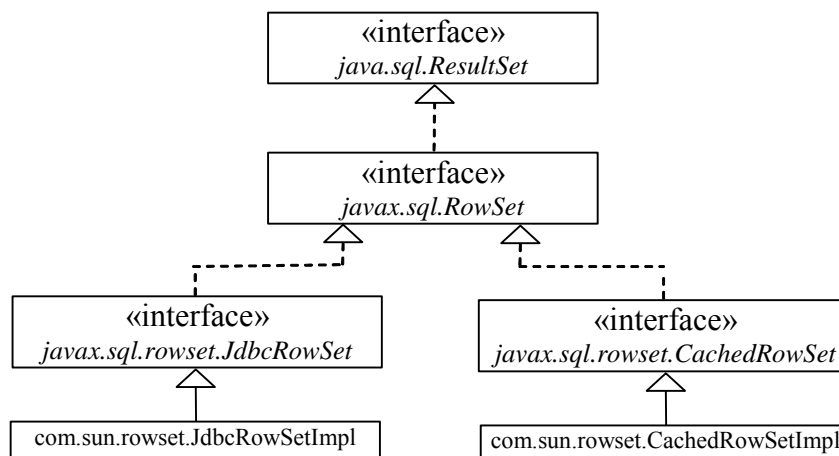 «interface»
java.sql.ResultSet
«interface»
javax.sql.RowSet
«interface»
javax.sql.rowset.JdbcRowSet
«interface»
javax.sql.rowset.CachedRowSet
com.sun.rowset.JdbcRowSetImpl
com.sun.rowset.CachedRowSetImpl